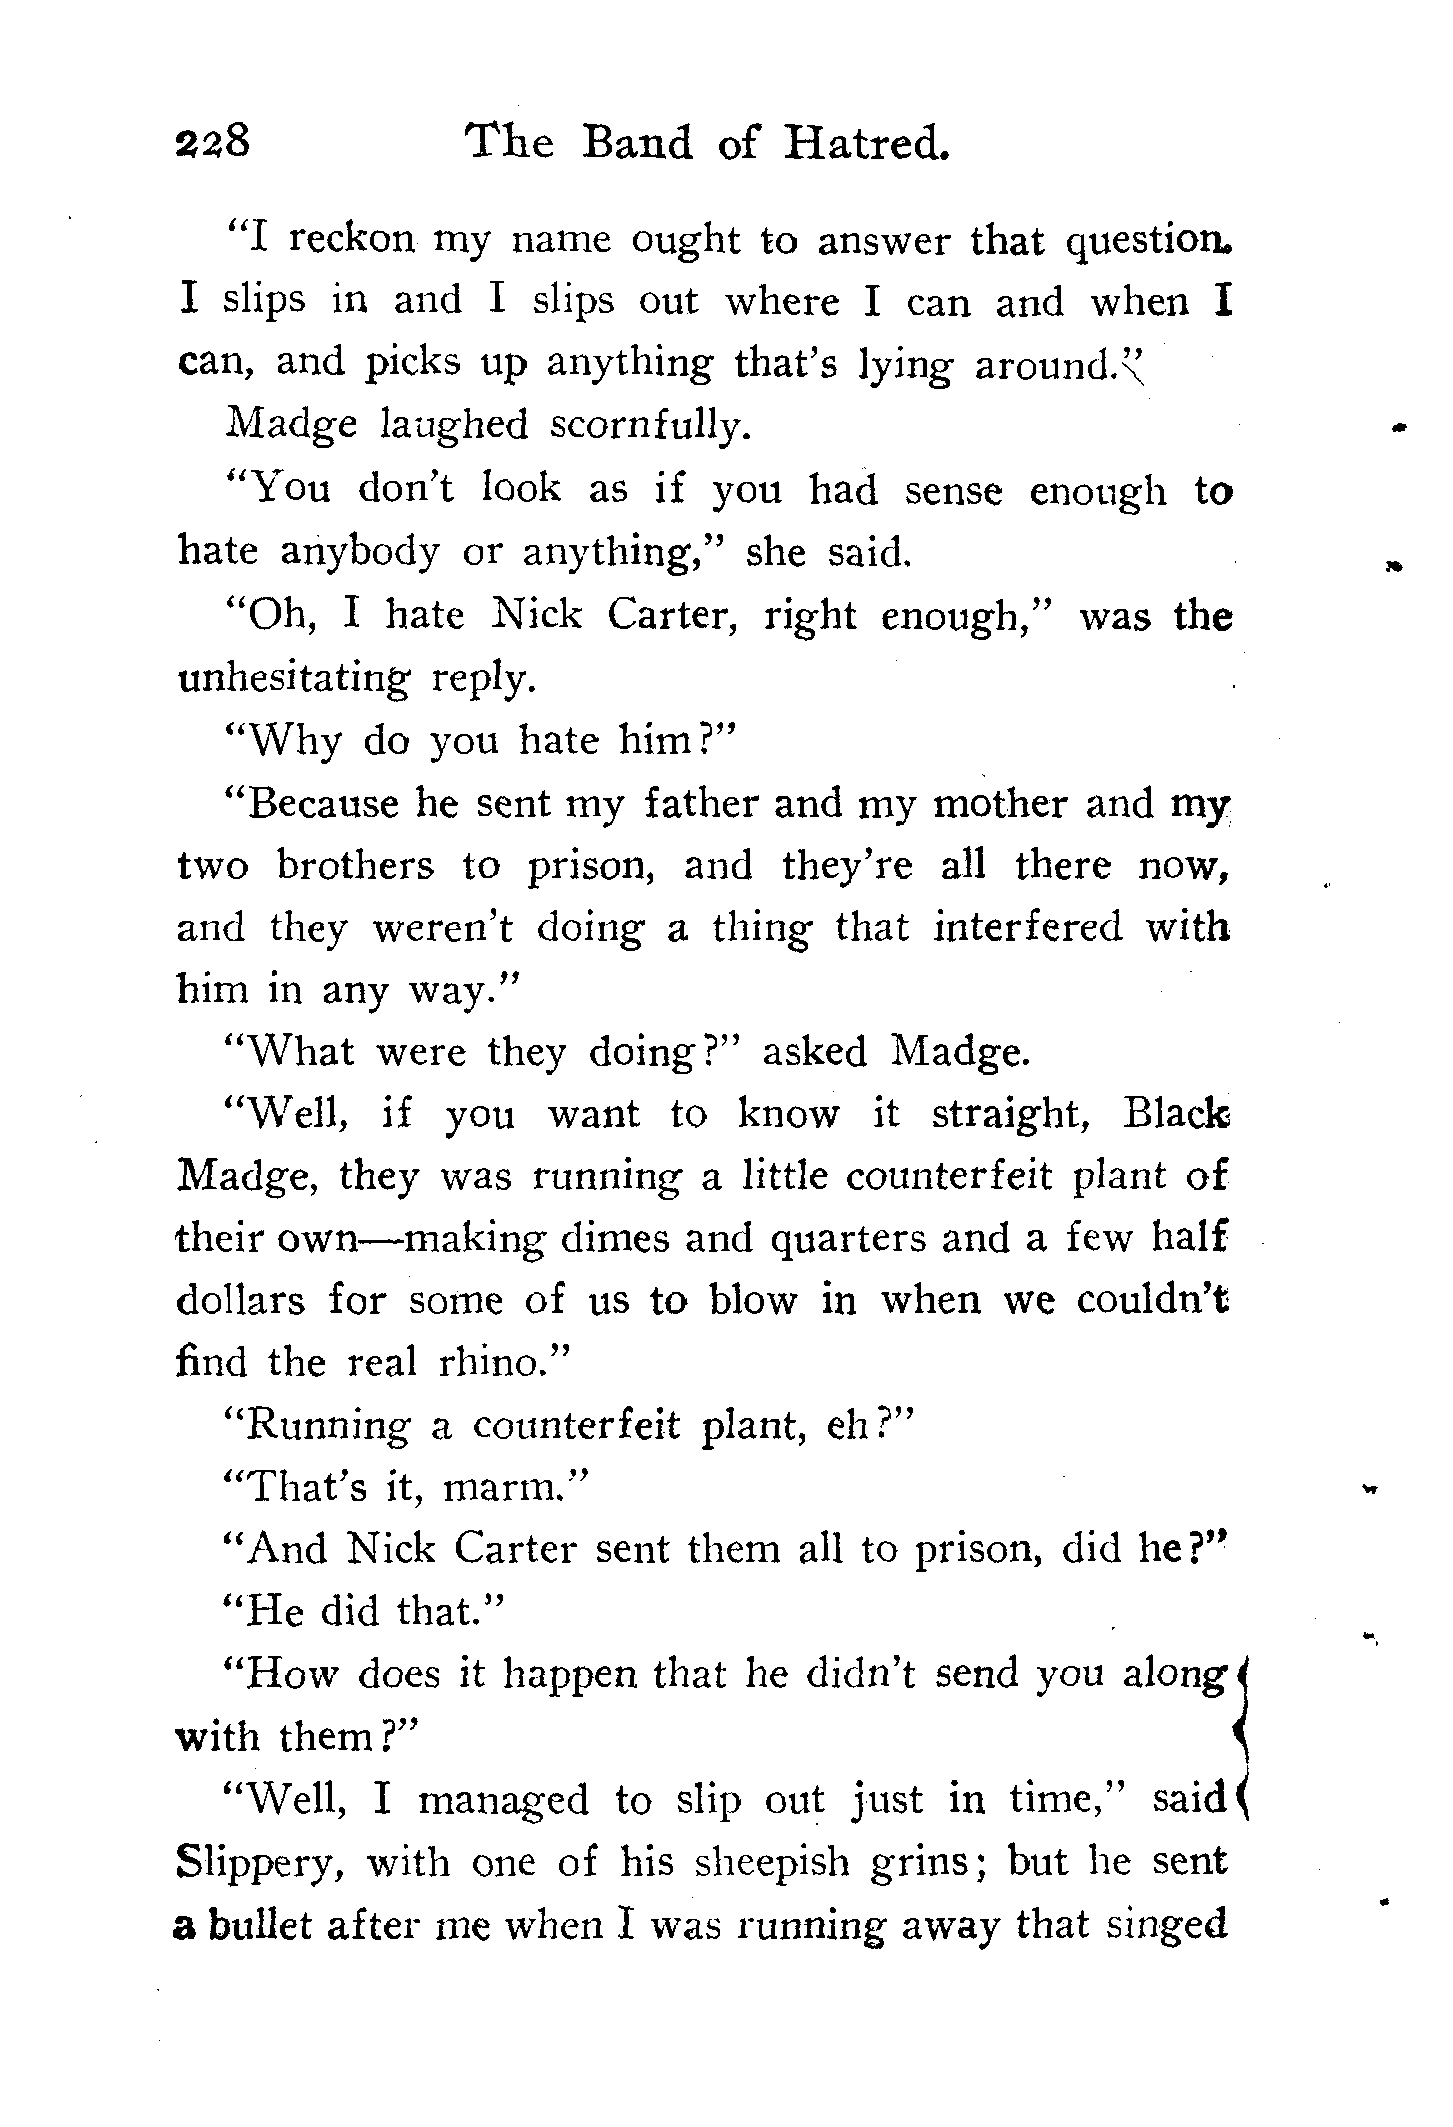 228 The Band of Hatred.
"I reckon my name ought to answer that question.
I slips in and I slips out where I can and when I
can, and picks up anything that's lying around."
Madge laughed scornfully.
"You don't look as if you had sense enough to
hate anybody or anything," she said.
"Oh, I hate Nick Carter, right enough," was the
unhesitating reply.
"Why do you hate him?"
"Because he sent my father and my mother and my
two brothers to prison, and they're all there now,
and they weren't doing a thing that interfered with
him in any way."
"What were they doing?" asked Madge.
"Well, if you want to know it straight, Black
Madge, they was running a little counterfeit plant of
their own—making dimes and quarters and a few half
dollars for some of us to blow in when we couldn't
find the real rhino."
"Running a counterfeit plant, eh?"
"That's it, marm."
"And Nick Carter sent them all to prison, did he?"
"He did that."
"How does it happen that he didn't send you along
with them?"
"Well, I managed to slip out just in time," said
Slippery, with one of his sheepish grins; but he sent
a bullet after me when I was running away that singed